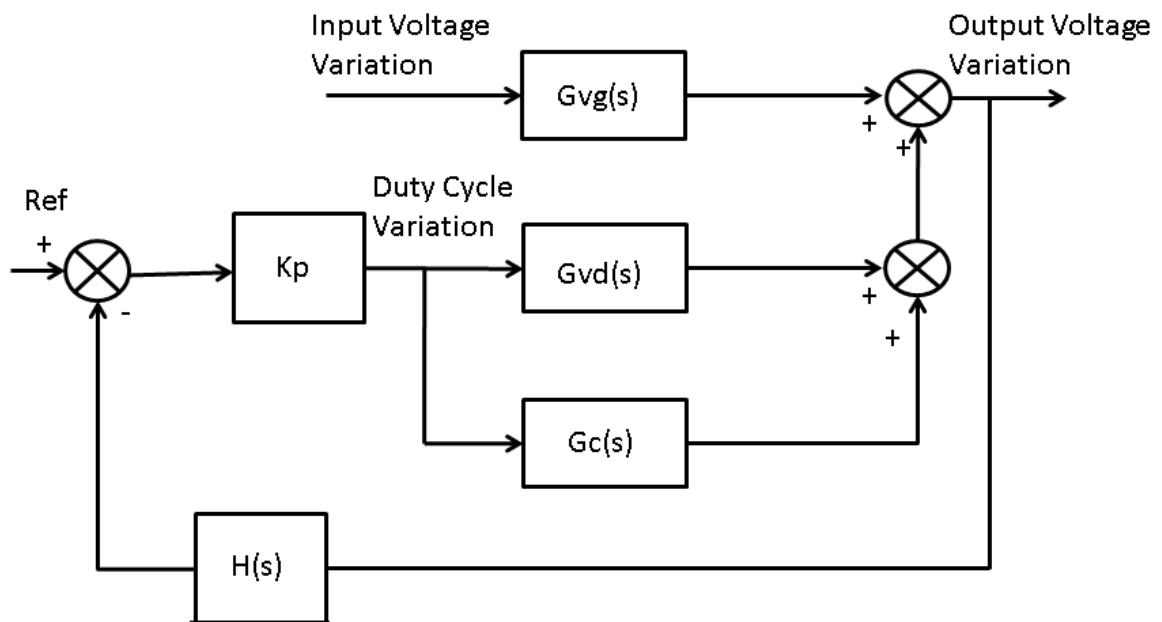 Input Voltage
Variation
Output Voltage
Variation
Gvg(s)
+
+
Ref
+
Duty Cycle
Variation
Kp
Gvd(s)
+
-
+
Gc(s)
H(s)